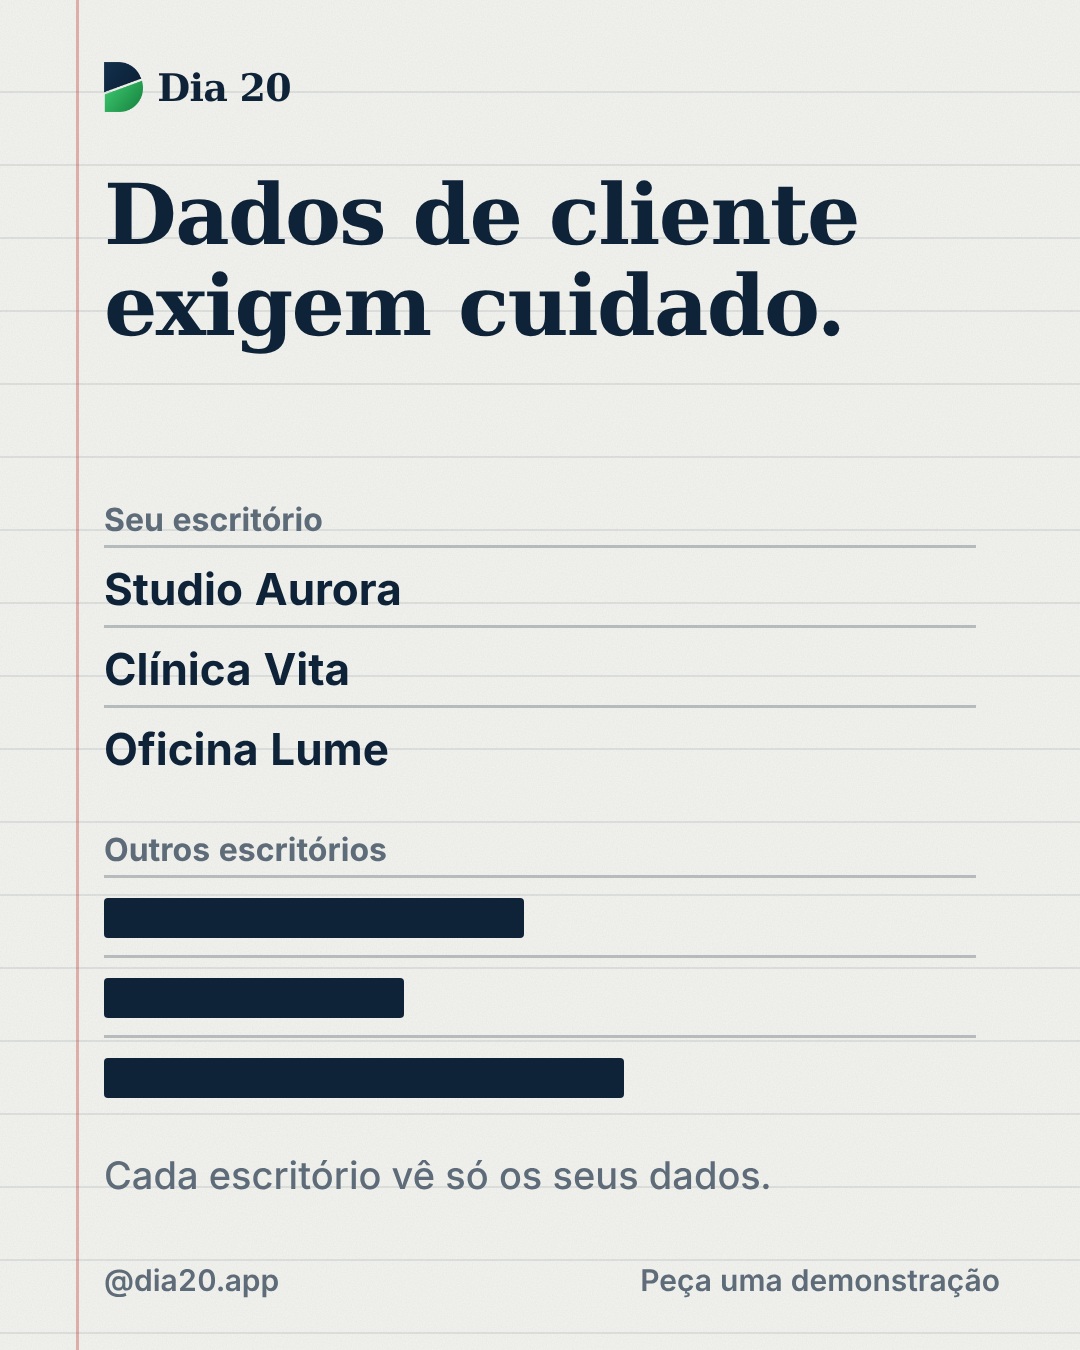 Dia 20
Dados de cliente
exigem cuidado.
Seu escritório
Studio Aurora
Clínica Vita
Oficina Lume
Outros escritórios
Cada escritório vê só os seus dados.
@dia20.app
Peça uma demonstração